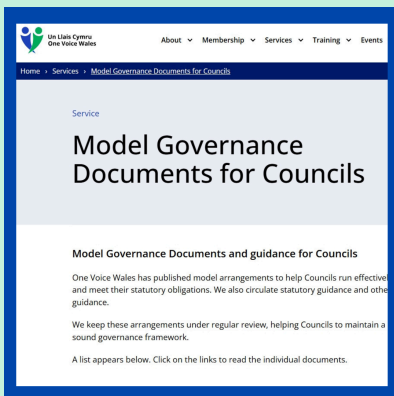 Un Llais Cymru
One Voice Wales
About Membership Services Training Events
Home › Services › Model Governance Documents for Councils
Service
Model Governance
Documents for Councils
Model Governance Documents and guidance for Councils
One Voice Wales has published model arrangements to help Councils run effectivel
and meet their statutory obligations. We also circulate statutory guidance and othe
guidance.
We keep these arrangements under regular review, helping Councils to maintain a
sound governance framework.
A list appears below. Click on the links to read the individual documents.